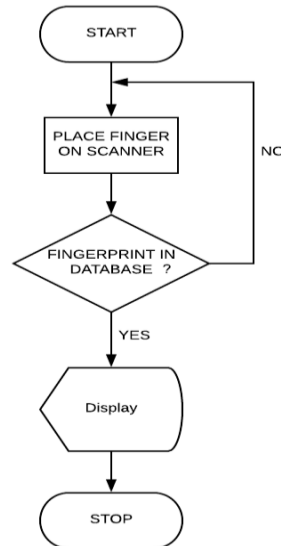 START
PLACE FINGER
ON SCANNER
NO
FINGERPRINT IN
DATABASE ?
YES
Display
STOP